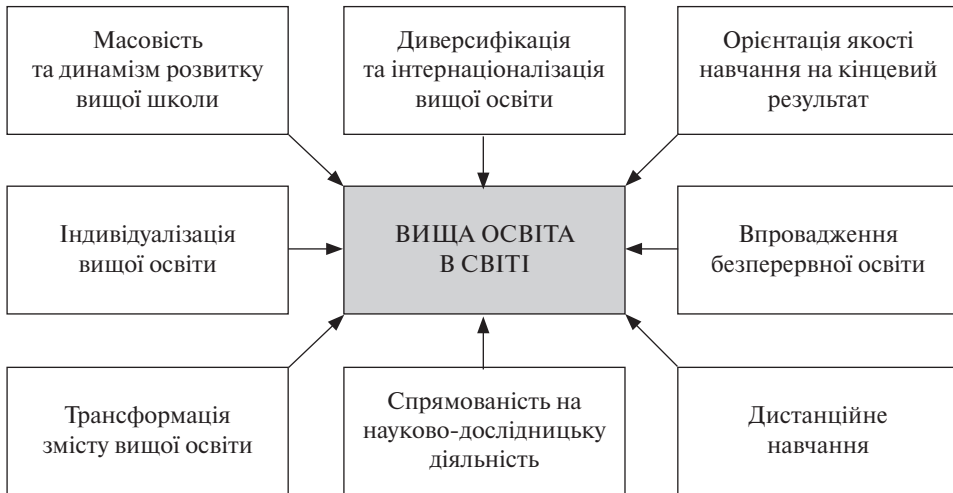 Масовість
та динамізм розвитку
вищої школи
Диверсифікація
та інтернаціоналізація
вищої освіти
Орієнтація якості
навчання на кінцевий
результат
Індивідуалізація
вищої освіти
ВИЩА ОСВІТА
В СВІТІ
Впровадження
безперервної освіти
Трансформація
змісту вищої освіти
Спрямованість на
науково-дослідницьку
діяльність
Дистанційне
навчання